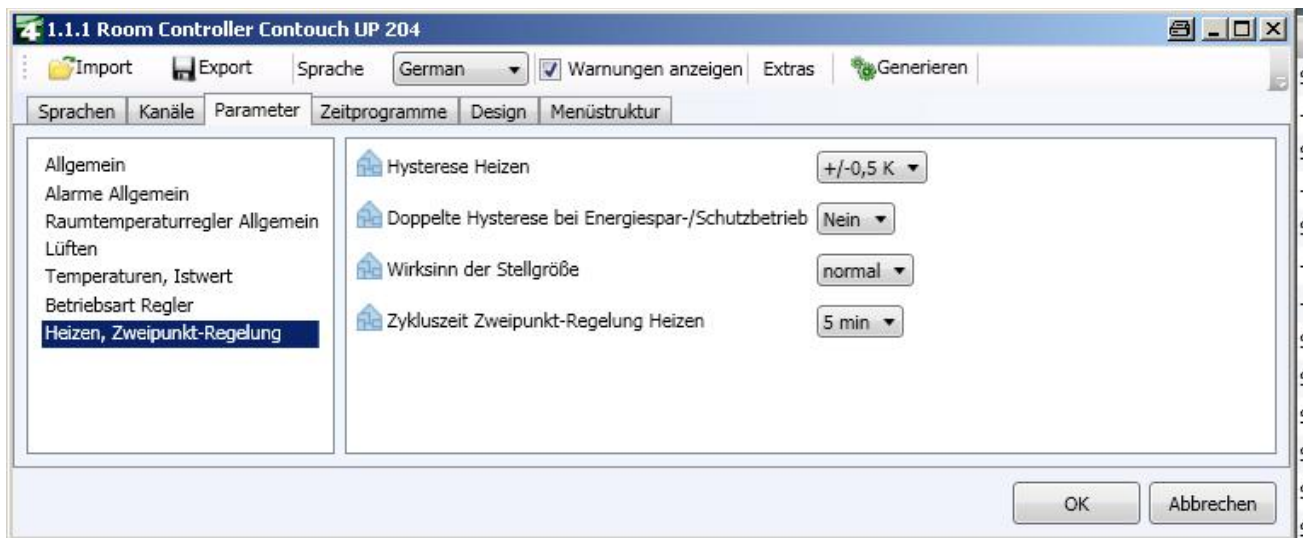 1.1.1 Room Controller Contouch UP 204
Import Export Sprache German Warnungen anzeigen Extras Generieren
Sprachen Kanäle Parameter Zeitprogramme Design Menüstruktur
Allgemein
Alarme Allgemein
Raumtemperaturregler Allgemein
Lüften
Temperaturen, Istwert
Betriebsart Regler
Heizen, Zweipunkt-Regelung
Hysterese Heizen +/-0,5 K
Doppelte Hysterese bei Energiespar-/Schutzbetrieb Nein
Wirksinn der Stellgröße normal
Zykluszeit Zweipunkt-Regelung Heizen 5 min
OK Abbrechen